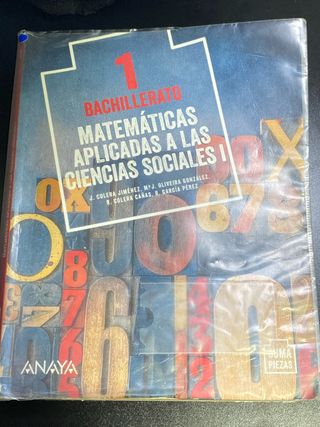 1
BACHILLERATO
MATEMÁTICAS
APLICADAS A LAS
CIENCIAS SOCIALES I
J. COLERA JIMÉNEZ, Mª J. OLIVEIRA GONZÁLEZ,
R. COLERA CAÑAS, R. GARCÍA PÉREZ
ANAYA
SUMA
PIEZAS